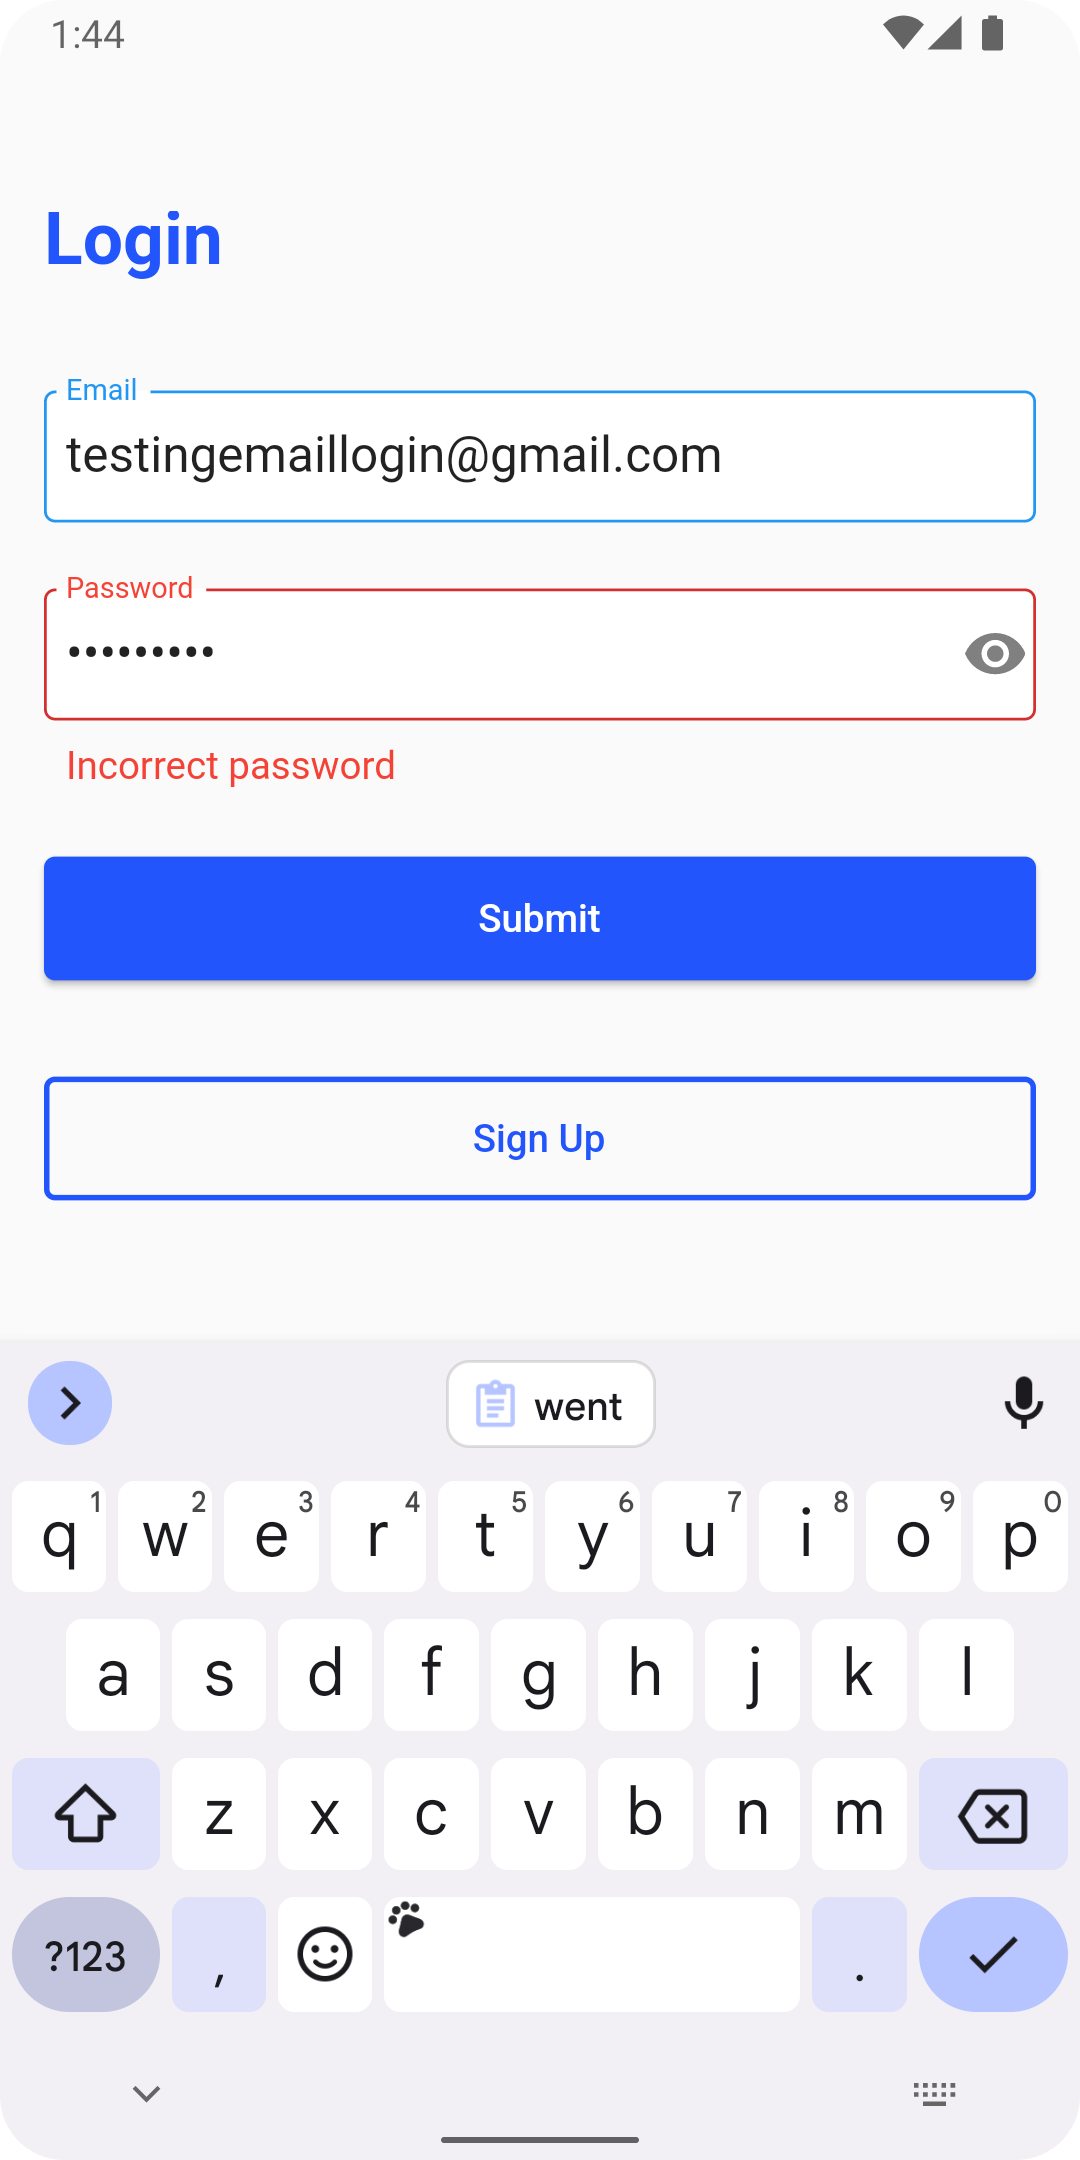 1:44
Login
Email
testingemaillogin@gmail.com
Password
•••••••••
Incorrect password
Submit
Sign Up
went
q 1 w 2 e 3 r 4 t 5 y 6 u 7 i 8 o 9 p 0
a s d f g h j k l
z x c v b n m
?123 , .